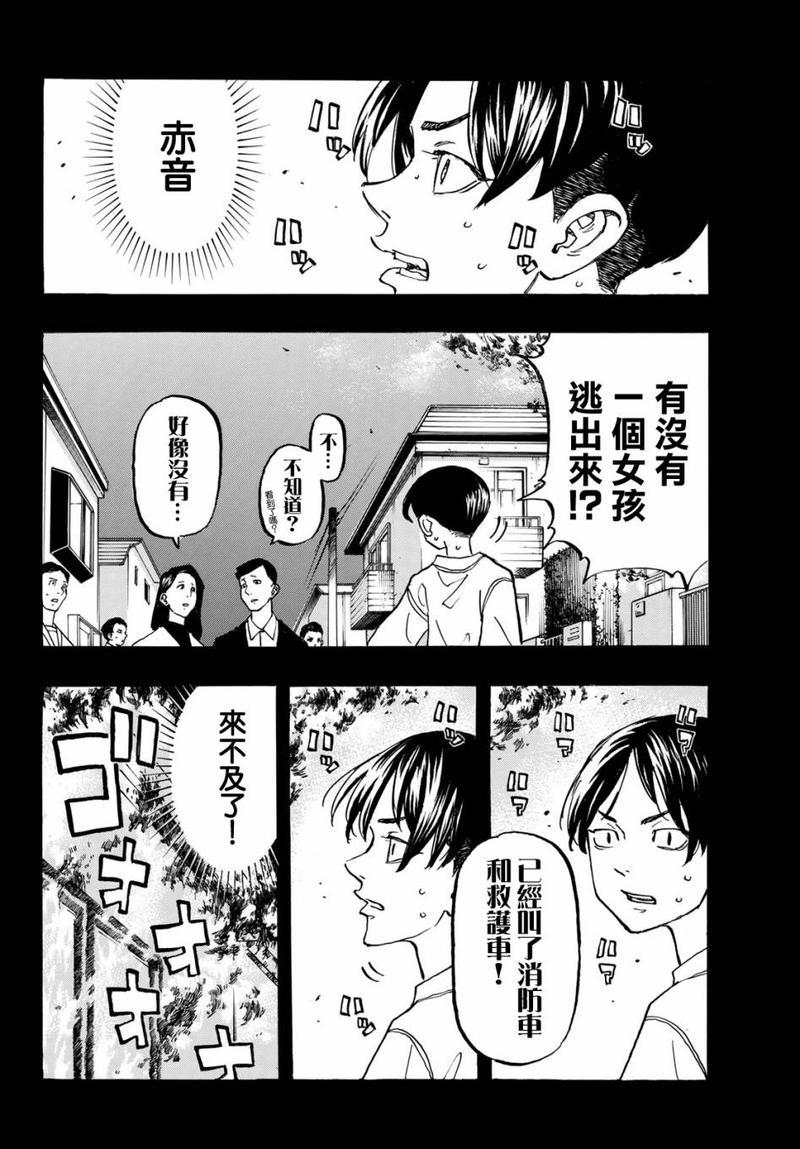 赤音
有沒有
一個女孩
逃出來!?
不…
不知道？
看到了嗎？
好像沒有…
已經叫了消防車
和救護車！
來不及了！
ゴオオオオ